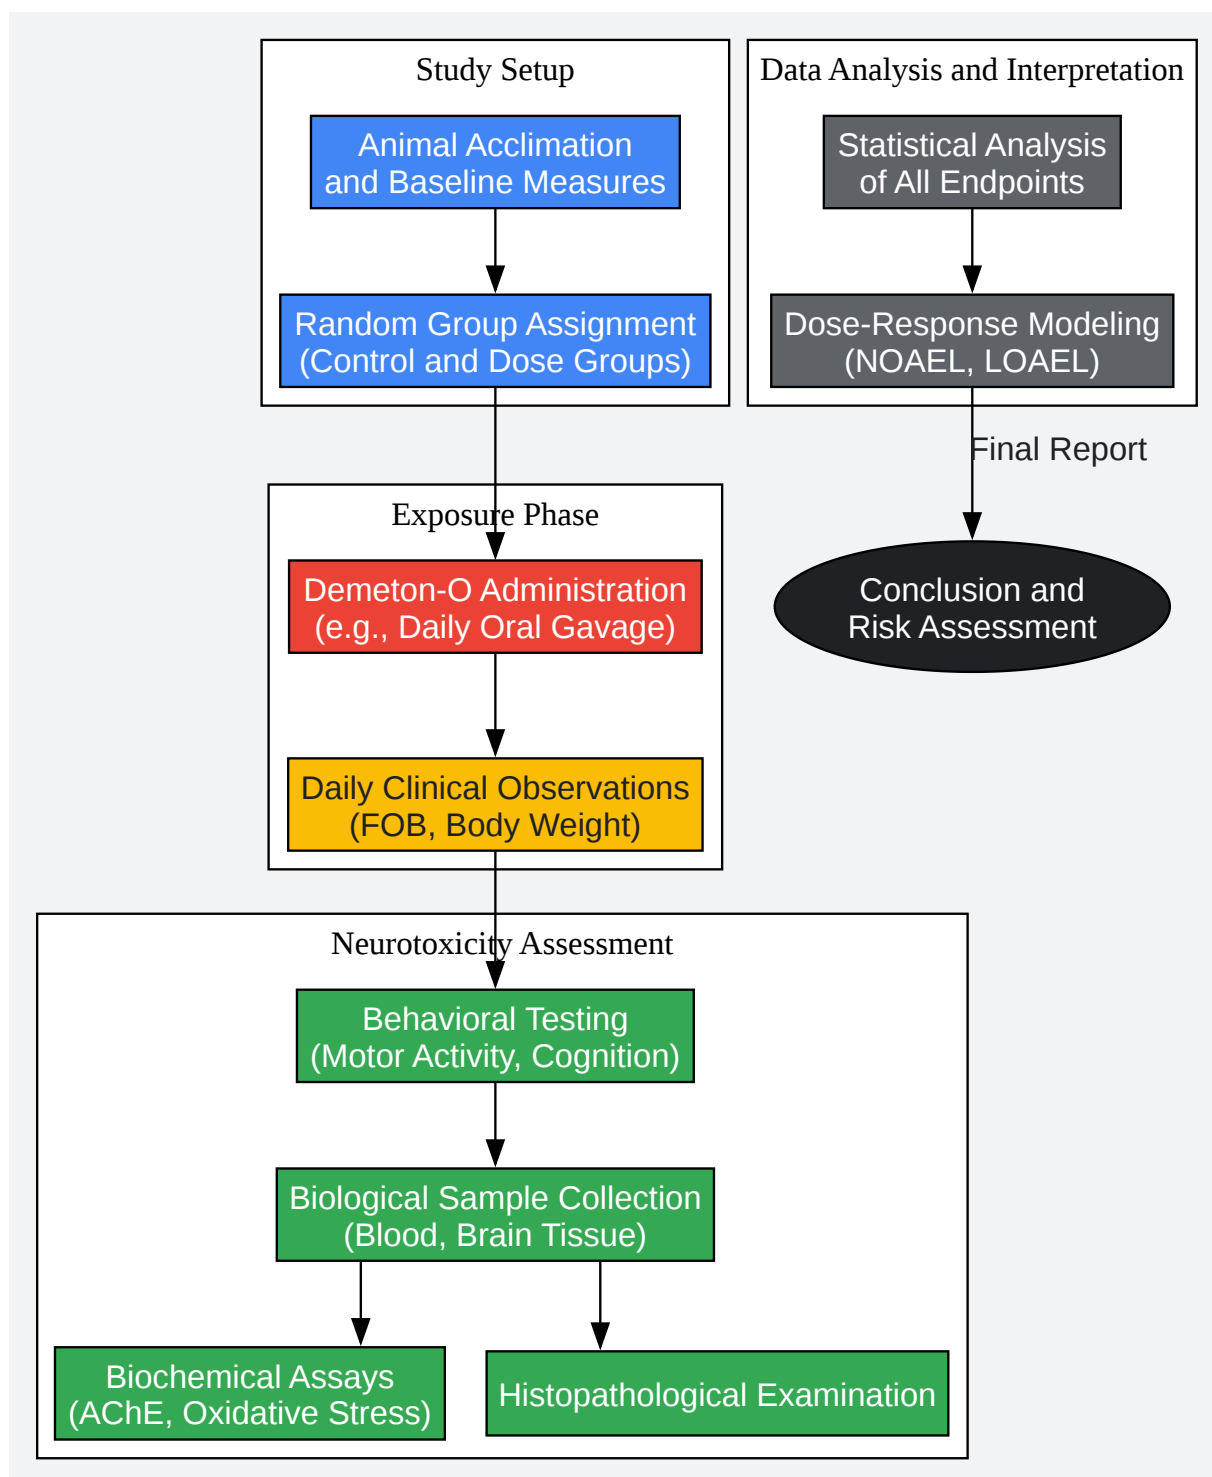 Study Setup
Animal Acclimation
and Baseline Measures
Random Group Assignment
(Control and Dose Groups)
Data Analysis and Interpretation
Statistical Analysis
of All Endpoints
Dose-Response Modeling
(NOAEL, LOAEL)
Final Report
Conclusion and
Risk Assessment
Exposure Phase
Demeton-O Administration
(e.g., Daily Oral Gavage)
Daily Clinical Observations
(FOB, Body Weight)
Neurotoxicity Assessment
Behavioral Testing
(Motor Activity, Cognition)
Biological Sample Collection
(Blood, Brain Tissue)
Biochemical Assays
(AChE, Oxidative Stress)
Histopathological Examination